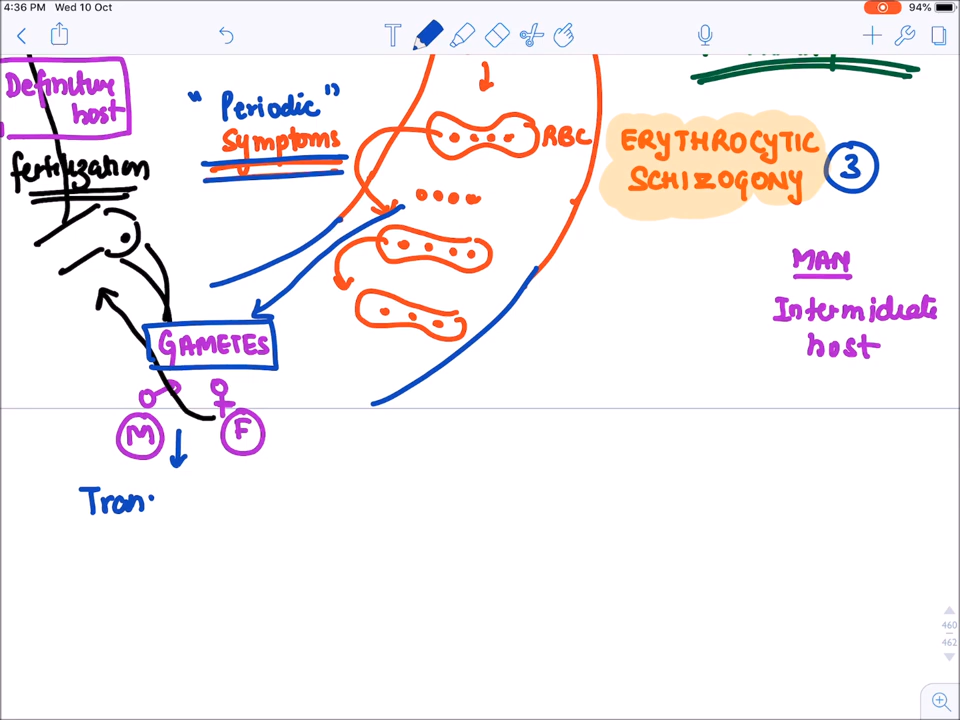 4:36 PM Wed 10 Oct
94%
T
Definitive
host
fertilization
"Periodic"
Symptoms
RBC
ERYTHROCYTIC
SCHIZOGONY
3
MAN
Intermidiate
host
GAMETES
M
F
Tran
460
462